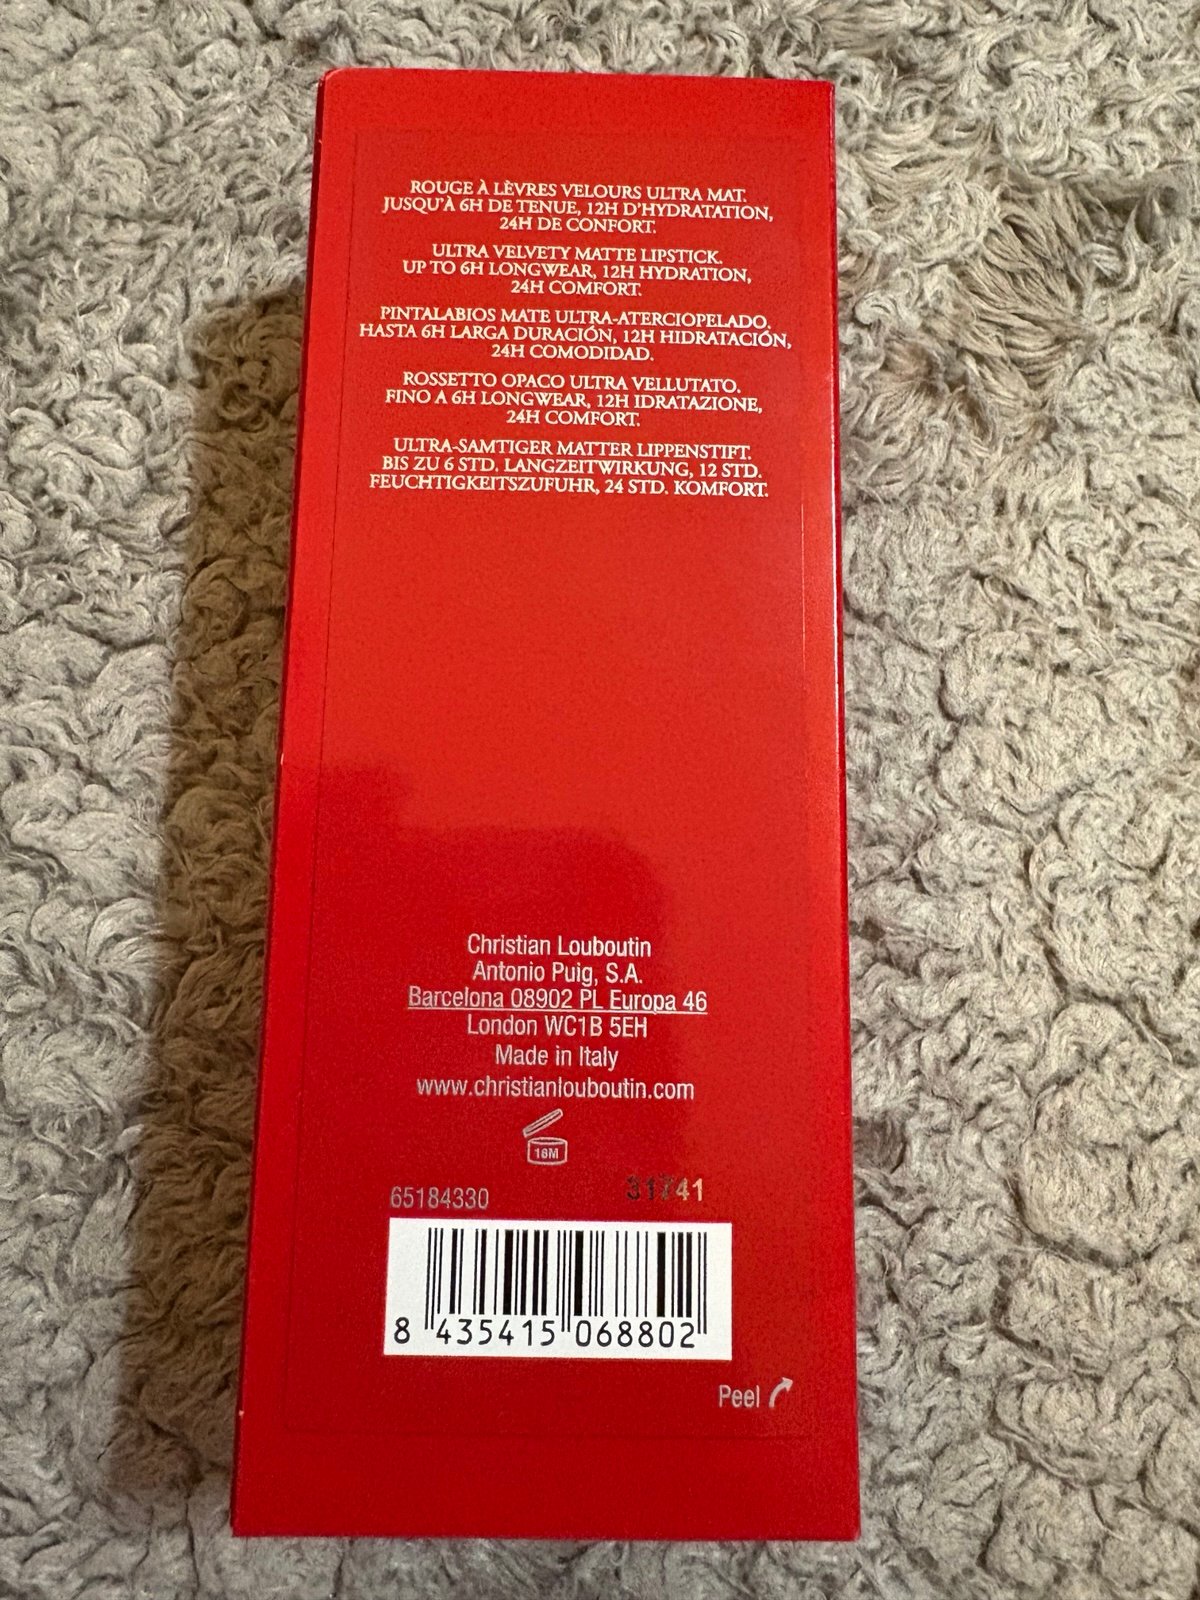 ROUGE À LÈVRES VELOURS ULTRA MAT.
JUSQU'À 6H DE TENUE, 12H D'HYDRATATION,
24H DE CONFORT.
ULTRA VELVETY MATTE LIPSTICK.
UP TO 6H LONGWEAR, 12H HYDRATION,
24H COMFORT.
PINTALABIOS MATE ULTRA-ATERCIOPELADO.
HASTA 6H LARGA DURACIÓN, 12H HIDRATACIÓN,
24H COMODIDAD.
ROSSETTO OPACO ULTRA VELLUTATO.
FINO A 6H LONGWEAR, 12H IDRATAZIONE,
24H COMFORT.
ULTRA-SAMTIGER MATTER LIPPENSTIFT.
BIS ZU 6 STD. LANGZEITWIRKUNG, 12 STD.
FEUCHTIGKEITSZUFUHR, 24 STD. KOMFORT.
Christian Louboutin
Antonio Puig, S.A.
Barcelona 08902 PL Europa 46
London WC1B 5EH
Made in Italy
www.christianlouboutin.com
18M
65184330 31741
8 435415 068802
Peel